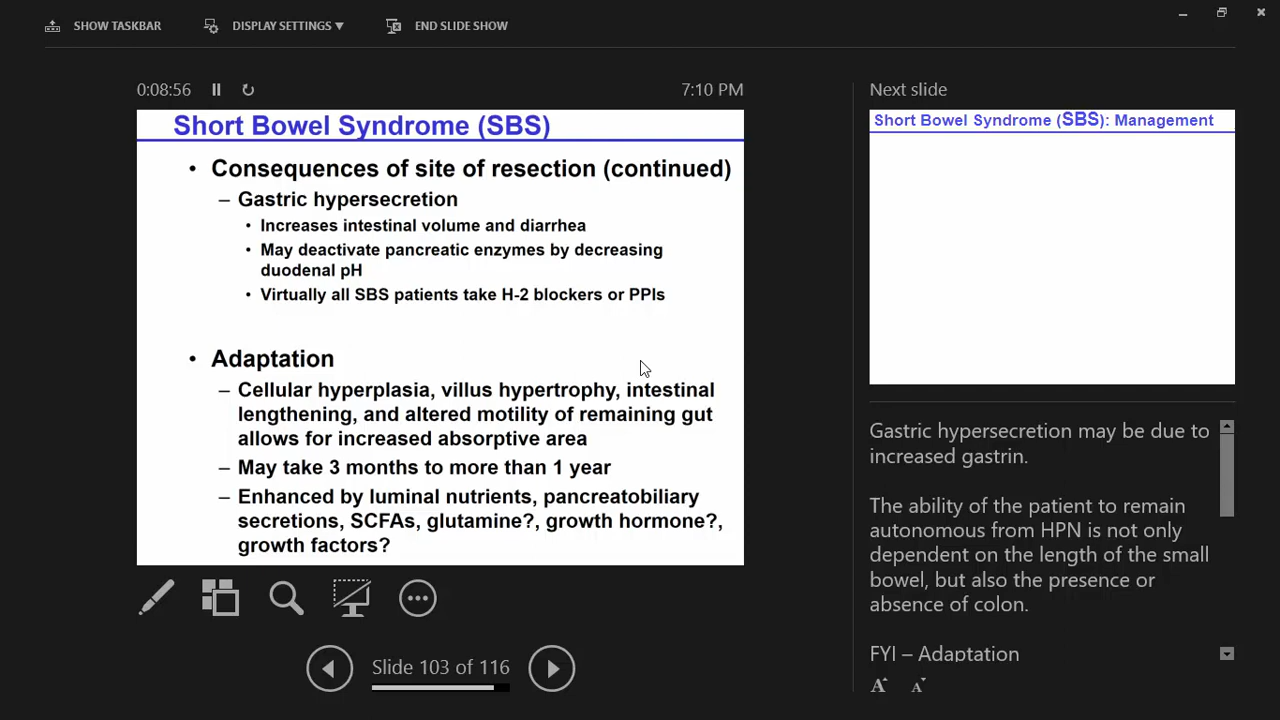 SHOW TASKBAR
DISPLAY SETTINGS ▼
END SLIDE SHOW
0:08:56
7:10 PM
Short Bowel Syndrome (SBS)
• Consequences of site of resection (continued)
– Gastric hypersecretion
• Increases intestinal volume and diarrhea
• May deactivate pancreatic enzymes by decreasing
duodenal pH
• Virtually all SBS patients take H-2 blockers or PPIs
• Adaptation
– Cellular hyperplasia, villus hypertrophy, intestinal
lengthening, and altered motility of remaining gut
allows for increased absorptive area
– May take 3 months to more than 1 year
– Enhanced by luminal nutrients, pancreatobiliary
secretions, SCFAs, glutamine?, growth hormone?,
growth factors?
Slide 103 of 116
Next slide
Short Bowel Syndrome (SBS): Management
Gastric hypersecretion may be due to
increased gastrin.
The ability of the patient to remain
autonomous from HPN is not only
dependent on the length of the small
bowel, but also the presence or
absence of colon.
FYI – Adaptation
A A